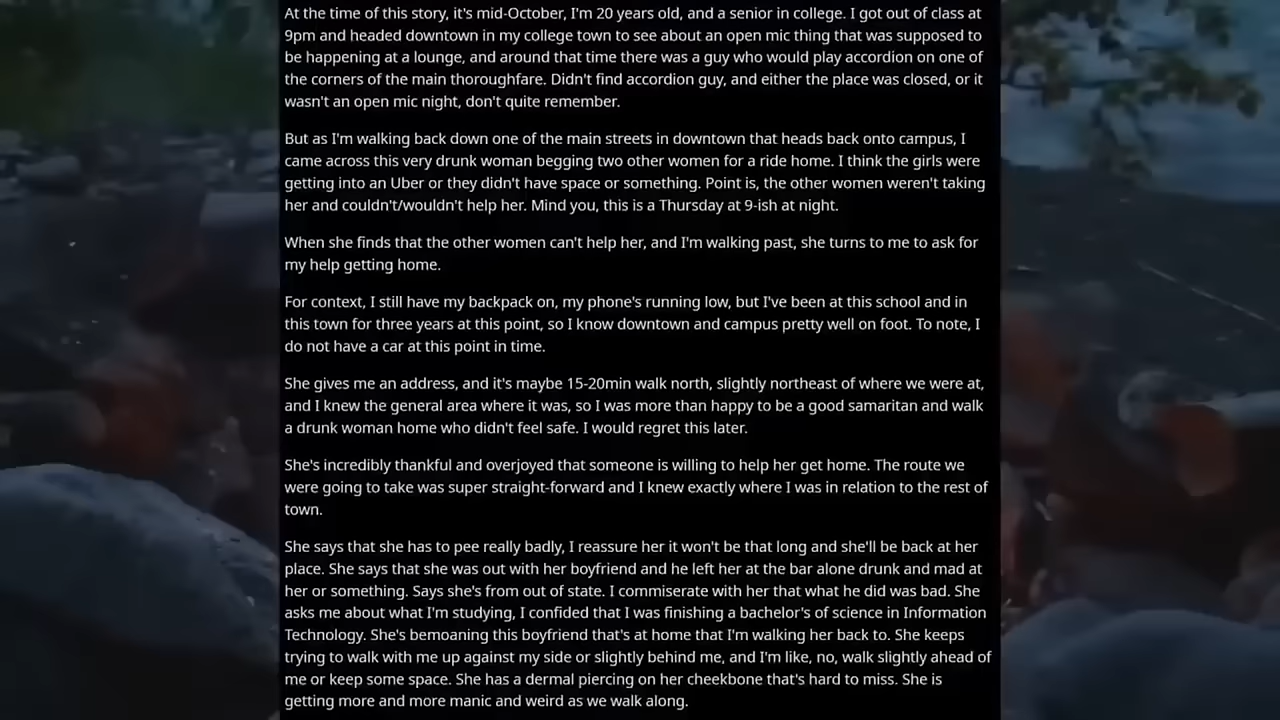 At the time of this story, it's mid-October, I'm 20 years old, and a senior in college. I got out of class at
9pm and headed downtown in my college town to see about an open mic thing that was supposed to
be happening at a lounge, and around that time there was a guy who would play accordion on one of
the corners of the main thoroughfare. Didn't find accordion guy, and either the place was closed, or it
wasn't an open mic night, don't quite remember.
But as I'm walking back down one of the main streets in downtown that heads back onto campus, I
came across this very drunk woman begging two other women for a ride home. I think the girls were
getting into an Uber or they didn't have space or something. Point is, the other women weren't taking
her and couldn't/wouldn't help her. Mind you, this is a Thursday at 9-ish at night.
When she finds that the other women can't help her, and I'm walking past, she turns to me to ask for
my help getting home.
For context, I still have my backpack on, my phone's running low, but I've been at this school and in
this town for three years at this point, so I know downtown and campus pretty well on foot. To note, I
do not have a car at this point in time.
She gives me an address, and it's maybe 15-20min walk north, slightly northeast of where we were at,
and I knew the general area where it was, so I was more than happy to be a good samaritan and walk
a drunk woman home who didn't feel safe. I would regret this later.
She's incredibly thankful and overjoyed that someone is willing to help her get home. The route we
were going to take was super straight-forward and I knew exactly where I was in relation to the rest of
town.
She says that she has to pee really badly, I reassure her it won't be that long and she'll be back at her
place. She says that she was out with her boyfriend and he left her at the bar alone drunk and mad at
her or something. Says she's from out of state. I commiserate with her that what he did was bad. She
asks me about what I'm studying, I confided that I was finishing a bachelor's of science in Information
Technology. She's bemoaning this boyfriend that's at home that I'm walking her back to. She keeps
trying to walk with me up against my side or slightly behind me, and I'm like, no, walk slightly ahead of
me or keep some space. She has a dermal piercing on her cheekbone that's hard to miss. She is
getting more and more manic and weird as we walk along.